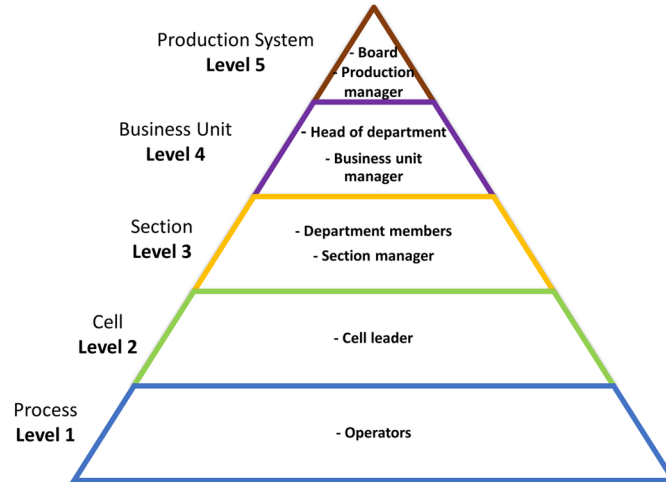 Production System
Level 5
- Board
- Production
manager
Business Unit
Level 4
- Head of department
- Business unit
manager
Section
Level 3
- Department members
- Section manager
Cell
Level 2
- Cell leader
Process
Level 1
- Operators